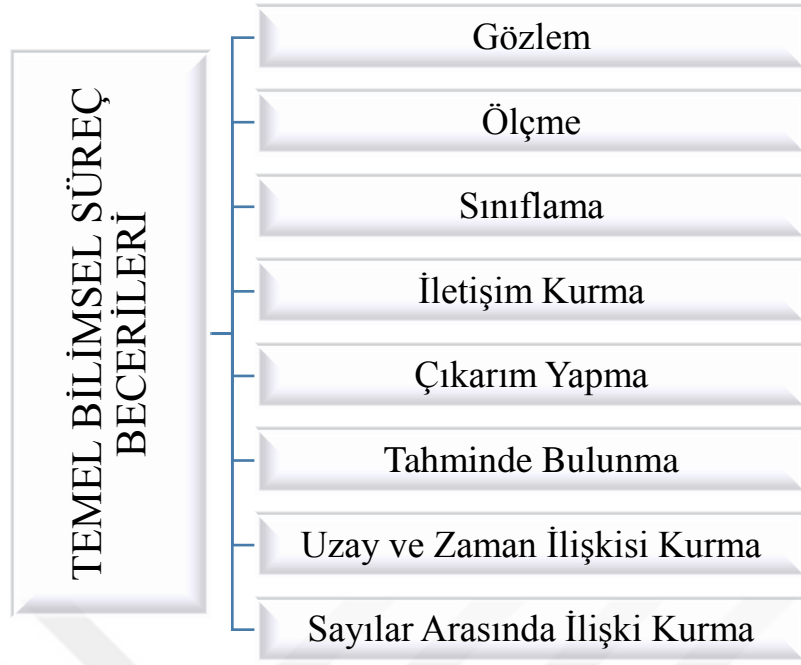 TEMEL BİLİMSEL SÜREÇ
BECERİLERİ
Gözlem
Ölçme
Sınıflama
İletişim Kurma
Çıkarım Yapma
Tahminde Bulunma
Uzay ve Zaman İlişkisi Kurma
Sayılar Arasında İlişki Kurma